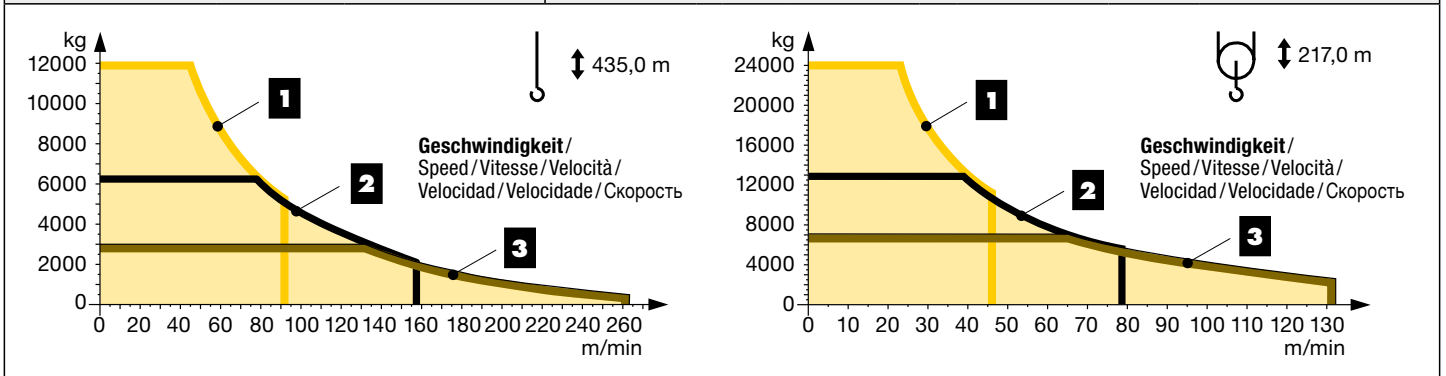 kg
12000
10000
8000
6000
4000
2000
0
0 20 40 60 80 100 120 140 160 180 200 220 240 260
m/min
1
2
3
435,0 m
Geschwindigkeit /
Speed / Vitesse / Velocità /
Velocidad / Velocidade / Скорость
kg
24000
20000
16000
12000
8000
4000
0
0 10 20 30 40 50 60 70 80 90 100 110 120 130
m/min
1
2
3
217,0 m
Geschwindigkeit /
Speed / Vitesse / Velocità /
Velocidad / Velocidade / Скорость